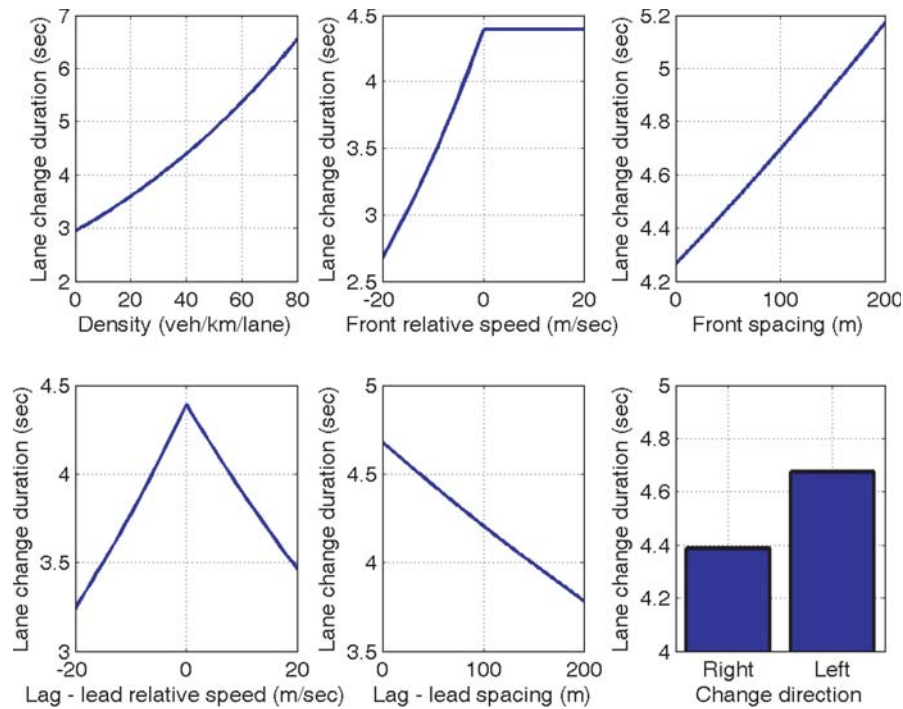 7
6
5
4
3
2
0 20 40 60 80
Lane change duration (sec)
Density (veh/km/lane)
4.5
4
3.5
3
2.5
-20 0 20
Lane change duration (sec)
Front relative speed (m/sec)
5.2
5
4.8
4.6
4.4
4.2
0 100 200
Lane change duration (sec)
Front spacing (m)
4.5
4
3.5
3
-20 0 20
Lane change duration (sec)
Lag - lead relative speed (m/sec)
5
4.5
4
3.5
0 100 200
Lane change duration (sec)
Lag - lead spacing (m)
5
4.8
4.6
4.4
4.2
4
Right Left
Lane change duration (sec)
Change direction